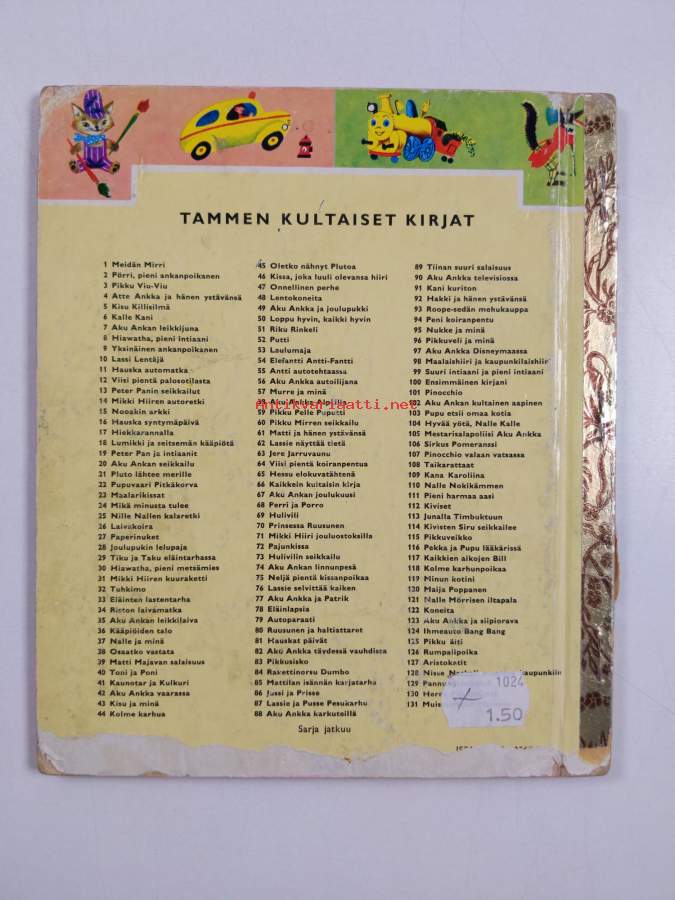 TAMMEN KULTAISET KIRJAT
1 Meidän Mirri
2 Pörri, pieni ankanpoikanen
3 Pikku Viu-Viu
4 Atte Ankka ja hänen ystävänsä
5 Kisu Killisilmä
6 Kalle Kani
7 Aku Ankan leikkijuna
8 Hiawatha, pieni intiaani
9 Yksinäinen ankanpoikanen
10 Lassi Lentäjä
11 Hauska automatka
12 Viisi pientä palosotilasta
13 Peter Panin seikkailut
14 Mikki Hiiren autoretki
15 Nooakin arkki
16 Hauska syntymäpäivä
17 Hiekkarannalla
18 Lumikki ja seitsemän kääpiötä
19 Peter Pan ja intiaanit
20 Aku Ankan seikkailu
21 Pluto lähtee merille
22 Pupuvaari Pitkäkorva
23 Maalarikissat
24 Mikä minusta tulee
25 Nille Nallen kalaretki
26 Laivakoira
27 Paperinuket
28 Joulupukin lelupaja
29 Tiku ja Taku eläintarhassa
30 Hiawatha, pieni metsämies
31 Mikki Hiiren kuuraketti
32 Tuhkimo
33 Eläinten lastentarha
34 Riston laivamatka
35 Aku Ankan leikkilaiva
36 Kääpiöiden talo
37 Nalle ja minä
38 Osaatko vastata
39 Matti Majavan salaisuus
40 Toni ja Poni
41 Kaunotar ja Kulkuri
42 Aku Ankka vaarassa
43 Kisu ja minä
44 Kolme karhua
45 Oletko nähnyt Plutoa
46 Kissa, joka luuli olevansa hiiri
47 Onnellinen perhe
48 Lentokoneita
49 Aku Ankka ja joulupukki
50 Loppu hyvin, kaikki hyvin
51 Riku Rinkeli
52 Putti
53 Laulumaja
54 Elefantti Antti-Fantti
55 Antti autotehtaassa
56 Aku Ankka autoilijana
57 Murre ja minä
58 Aku Ankka Alpeilla
59 Pikku Pelle Puputti
60 Pikku Mirren seikkailu
61 Matti ja hänen ystävänsä
62 Lassie näyttää tietä
63 Jere Jarruvaunu
64 Viisi pientä koiranpentua
65 Hessu elokuvatähtenä
66 Kaikkein kultaisin kirja
67 Aku Ankan joulukuusi
68 Perri ja Porro
69 Hulivili
70 Prinsessa Ruusunen
71 Mikki Hiiri jouluostoksilla
72 Pajunkissa
73 Hulivilin seikkailu
74 Aku Ankan linnunpesä
75 Neljä pientä kissanpoikaa
76 Lassie selvittää kaiken
77 Aku Ankka ja Patrik
78 Eläinlapsia
79 Autoparaati
80 Ruusunen ja haltiattaret
81 Hauskat päivät
82 Aku Ankka täydessä vauhdissa
83 Pikkusisko
84 Rakettinorsu Dumbo
85 Mattilan isännän karjatarha
86 Jussi ja Prisse
87 Lassie ja Pusse Pesukarhu
88 Aku Ankka karkuteillä
Sarja jatkuu
89 Tiinan suuri salaisuus
90 Aku Ankka televisiossa
91 Kani kuriton
92 Hakki ja hänen ystävänsä
93 Roope-sedän mehukauppa
94 Peni koiranpentu
95 Nukke ja minä
96 Pikkuveli ja minä
97 Aku Ankka Disneymaassa
98 Maalaishiiri ja kaupunkilaishiiri
99 Suuri intiaani ja pieni intiaani
100 Ensimmäinen kirjani
101 Pinocchio
102 Aku Ankan kultainen aapinen
103 Pupu etsii omaa kotia
104 Hyvää yötä, Nalle Kalle
105 Mestarisalapoliisi Aku Ankka
106 Sirkus Pomeranssi
107 Pinocchio valaan vatsassa
108 Taikarattaat
109 Kana Karoliina
110 Nalle Nokikämmen
111 Pieni harmaa aasi
112 Kiviset
113 Junalla Timbuktuun
114 Kivisten Siru seikkailee
115 Pikkuveikko
116 Pekka ja Pupu lääkärissä
117 Kaikkien aikojen Bill
118 Kolme karhunpoikaa
119 Minun kotini
120 Maija Poppanen
121 Nalle Mörrisen iltapala
122 Koneita
123 Aku Ankka ja siipiorava
124 Ihmeauto Bang Bang
125 Pikku äiti
126 Rumpalipoika
127 Aristokatit
128 Nisse kaupunkiin
129 Pannu
130 Herr
131 Muis
1024
1.50
Antikvariaatti.net